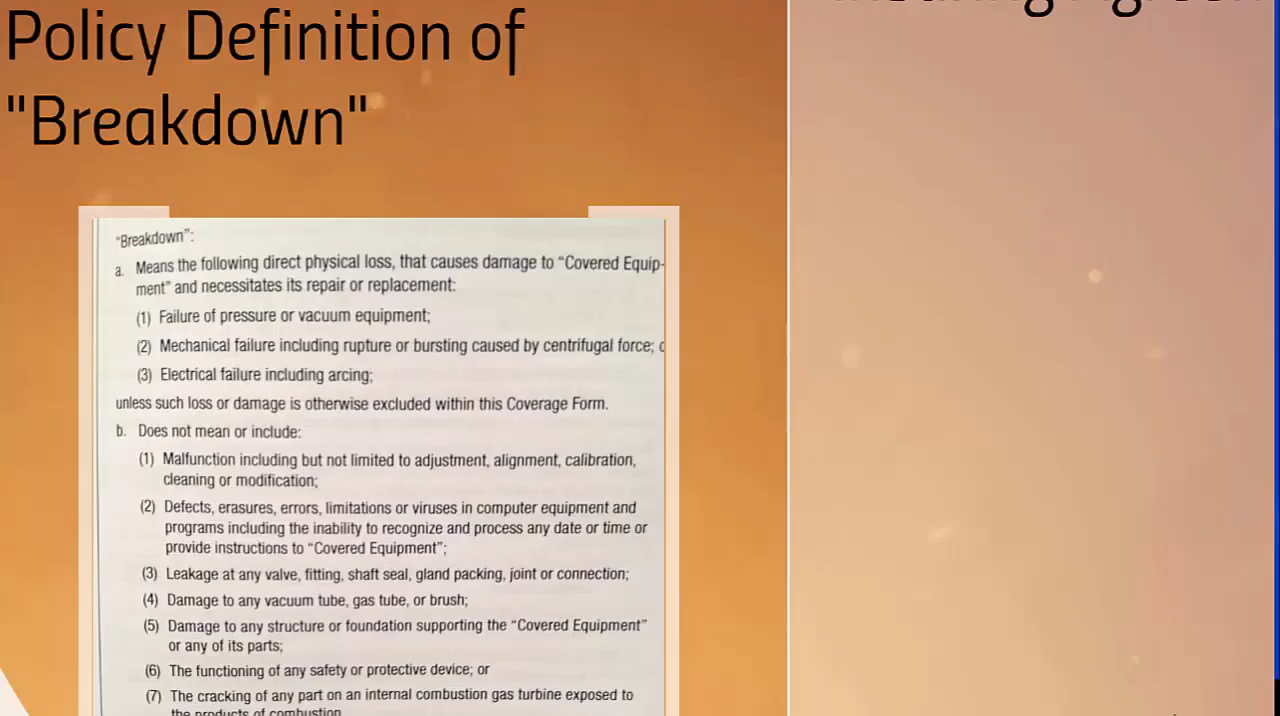 Policy Definition of
"Breakdown"
"Breakdown":
a. Means the following direct physical loss, that causes damage to "Covered Equip-
ment" and necessitates its repair or replacement:
(1) Failure of pressure or vacuum equipment;
(2) Mechanical failure including rupture or bursting caused by centrifugal force;
(3) Electrical failure including arcing;
unless such loss or damage is otherwise excluded within this Coverage Form.
b. Does not mean or include:
(1) Malfunction including but not limited to adjustment, alignment, calibration,
cleaning or modification;
(2) Defects, erasures, errors, limitations or viruses in computer equipment and
programs including the inability to recognize and process any date or time or
provide instructions to "Covered Equipment";
(3) Leakage at any valve, fitting, shaft seal, gland packing, joint or connection;
(4) Damage to any vacuum tube, gas tube, or brush;
(5) Damage to any structure or foundation supporting the "Covered Equipment"
or any of its parts;
(6) The functioning of any safety or protective device; or
(7) The cracking of any part on an internal combustion gas turbine exposed to
the products of combustion